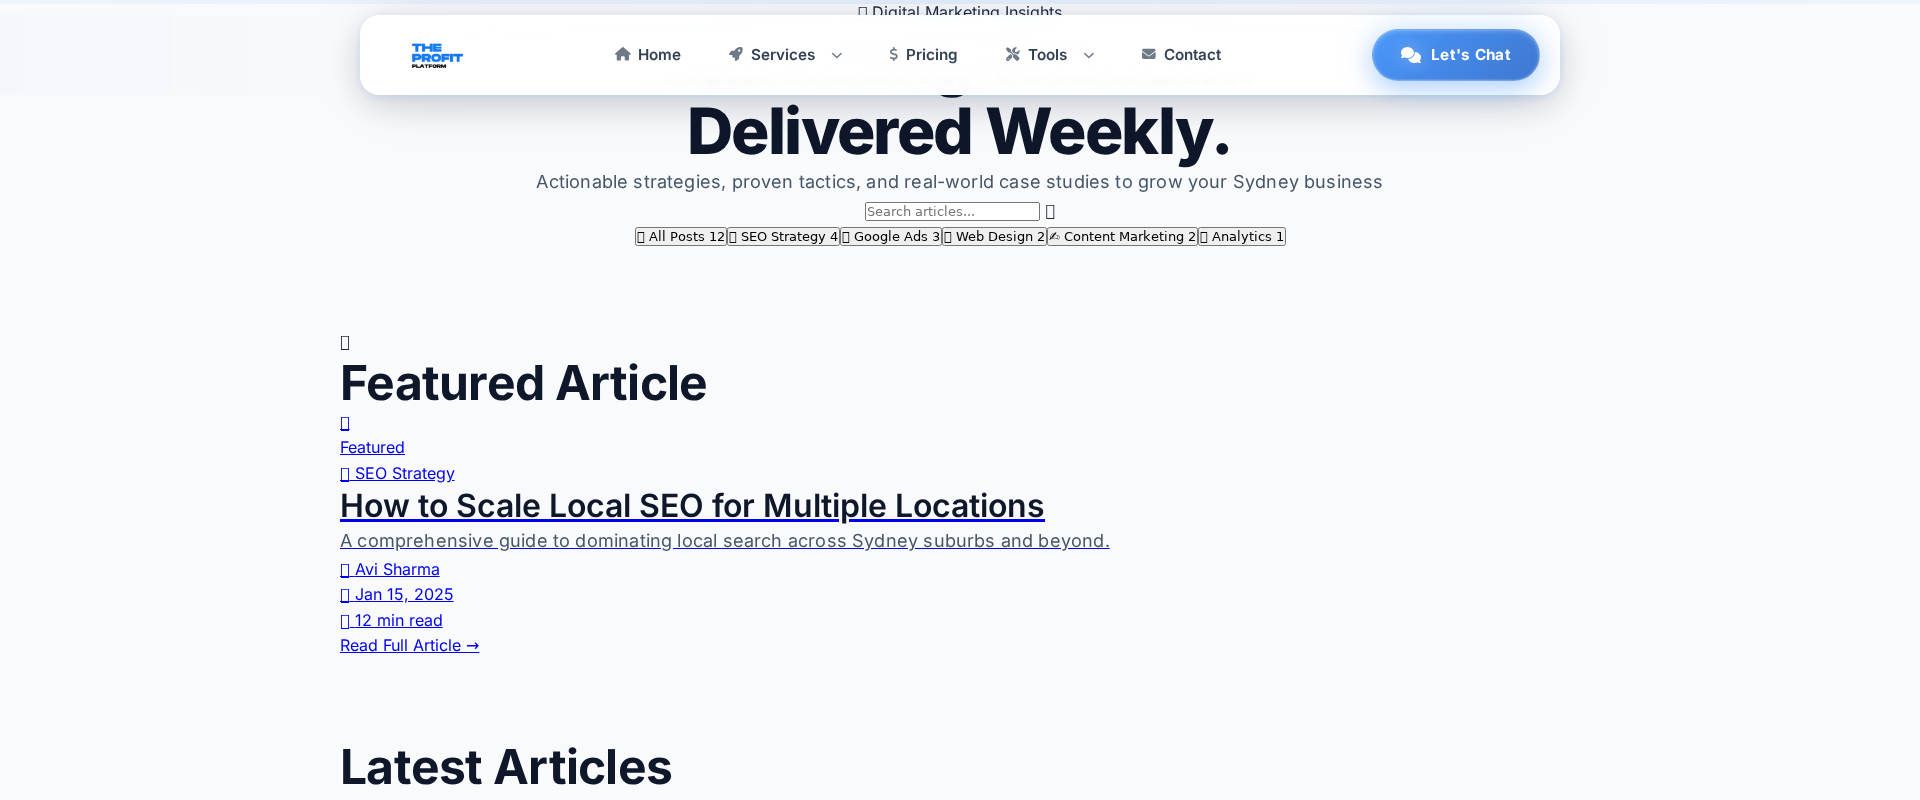 Digital Marketing Insights
THE
PROFIT
PLATFORM
Home
Services
$ Pricing
Tools
Contact
Let's Chat
Delivered Weekly.
Actionable strategies, proven tactics, and real-world case studies to grow your Sydney business
Search articles...
All Posts 12 SEO Strategy 4 Google Ads 3 Web Design 2 ✍ Content Marketing 2 Analytics 1
Featured Article
Featured
SEO Strategy
How to Scale Local SEO for Multiple Locations
A comprehensive guide to dominating local search across Sydney suburbs and beyond.
Avi Sharma
Jan 15, 2025
12 min read
Read Full Article →
Latest Articles